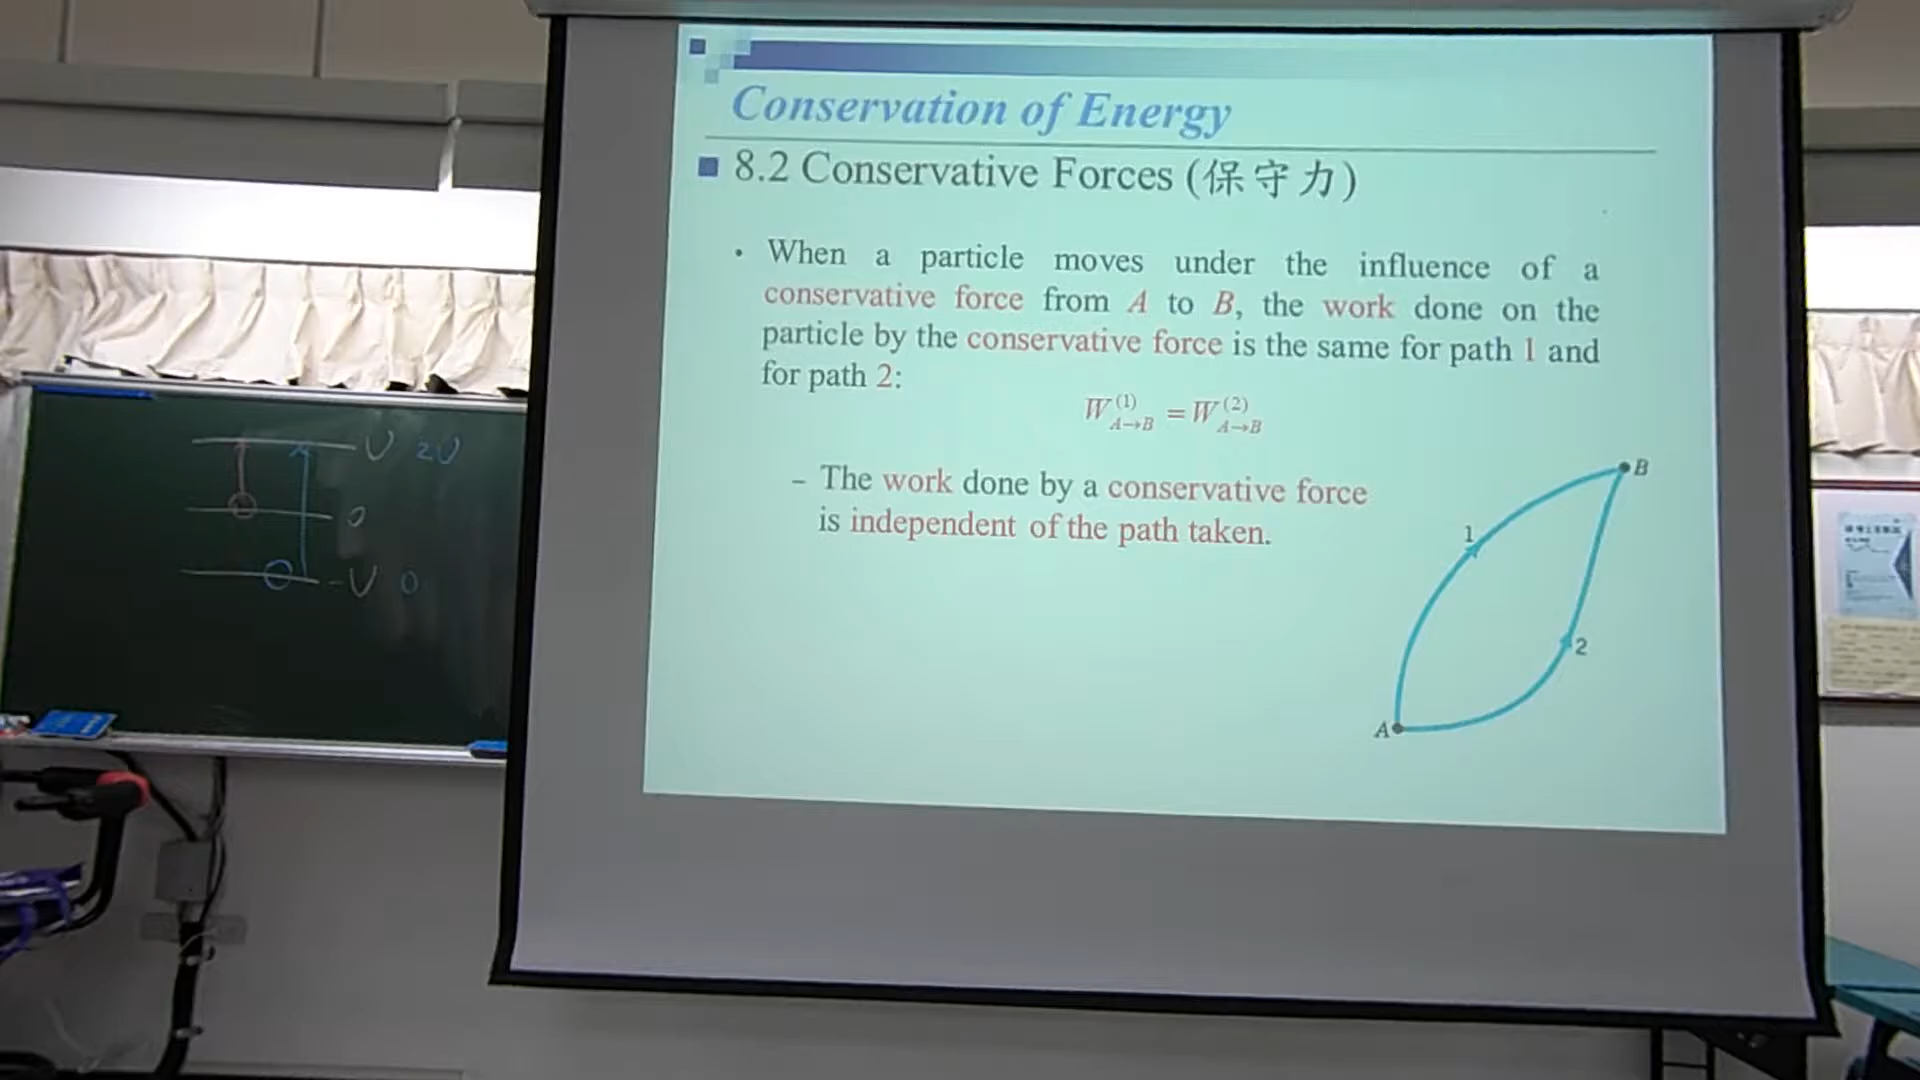 Conservation of Energy
8.2 Conservative Forces (保守力)
• When a particle moves under the influence of a
conservative force from A to B, the work done on the
particle by the conservative force is the same for path 1 and
for path 2:
W^{(1)}_{A→B} = W^{(2)}_{A→B}
– The work done by a conservative force
is independent of the path taken.
B
1
2
A
U 2U
0
-U 0